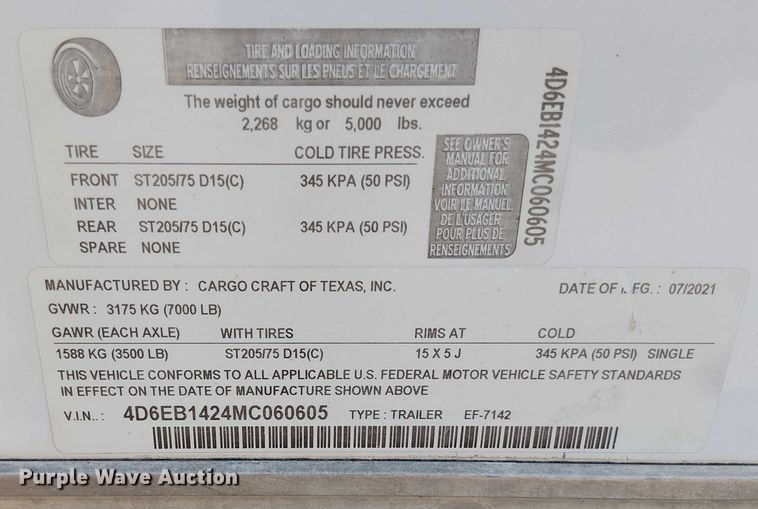 TIRE AND LOADING INFORMATION
RENSEIGNEMENTS SUR LES PNEUS ET LE CHARGEMENT
The weight of cargo should never exceed
2,268 kg or 5,000 lbs.
TIRE SIZE COLD TIRE PRESS.
FRONT ST205/75 D15(C) 345 KPA (50 PSI)
INTER NONE
REAR ST205/75 D15(C) 345 KPA (50 PSI)
SPARE NONE
SEE OWNER'S
MANUAL FOR
ADDITIONAL
INFORMATION
VOIR LE MANUEL
DE L'USAGER
POUR PLUS DE
RENSEIGNEMENTS
4D6EB1424MC060605
MANUFACTURED BY : CARGO CRAFT OF TEXAS, INC. DATE OF MFG. : 07/2021
GVWR : 3175 KG (7000 LB)
GAWR (EACH AXLE) WITH TIRES RIMS AT COLD
1588 KG (3500 LB) ST205/75 D15(C) 15 X 5 J 345 KPA (50 PSI) SINGLE
THIS VEHICLE CONFORMS TO ALL APPLICABLE U.S. FEDERAL MOTOR VEHICLE SAFETY STANDARDS
IN EFFECT ON THE DATE OF MANUFACTURE SHOWN ABOVE
V.I.N.. : 4D6EB1424MC060605 TYPE : TRAILER EF-7142
Purple Wave Auction